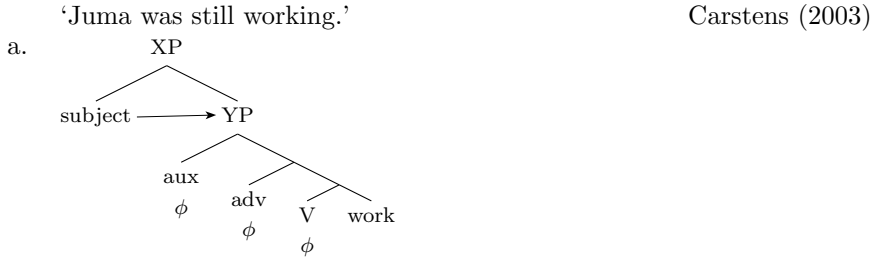 ‘Juma was still working.’ Carstens (2003)
a. XP
subject YP
aux
adv
ϕ
V work
ϕ
ϕ